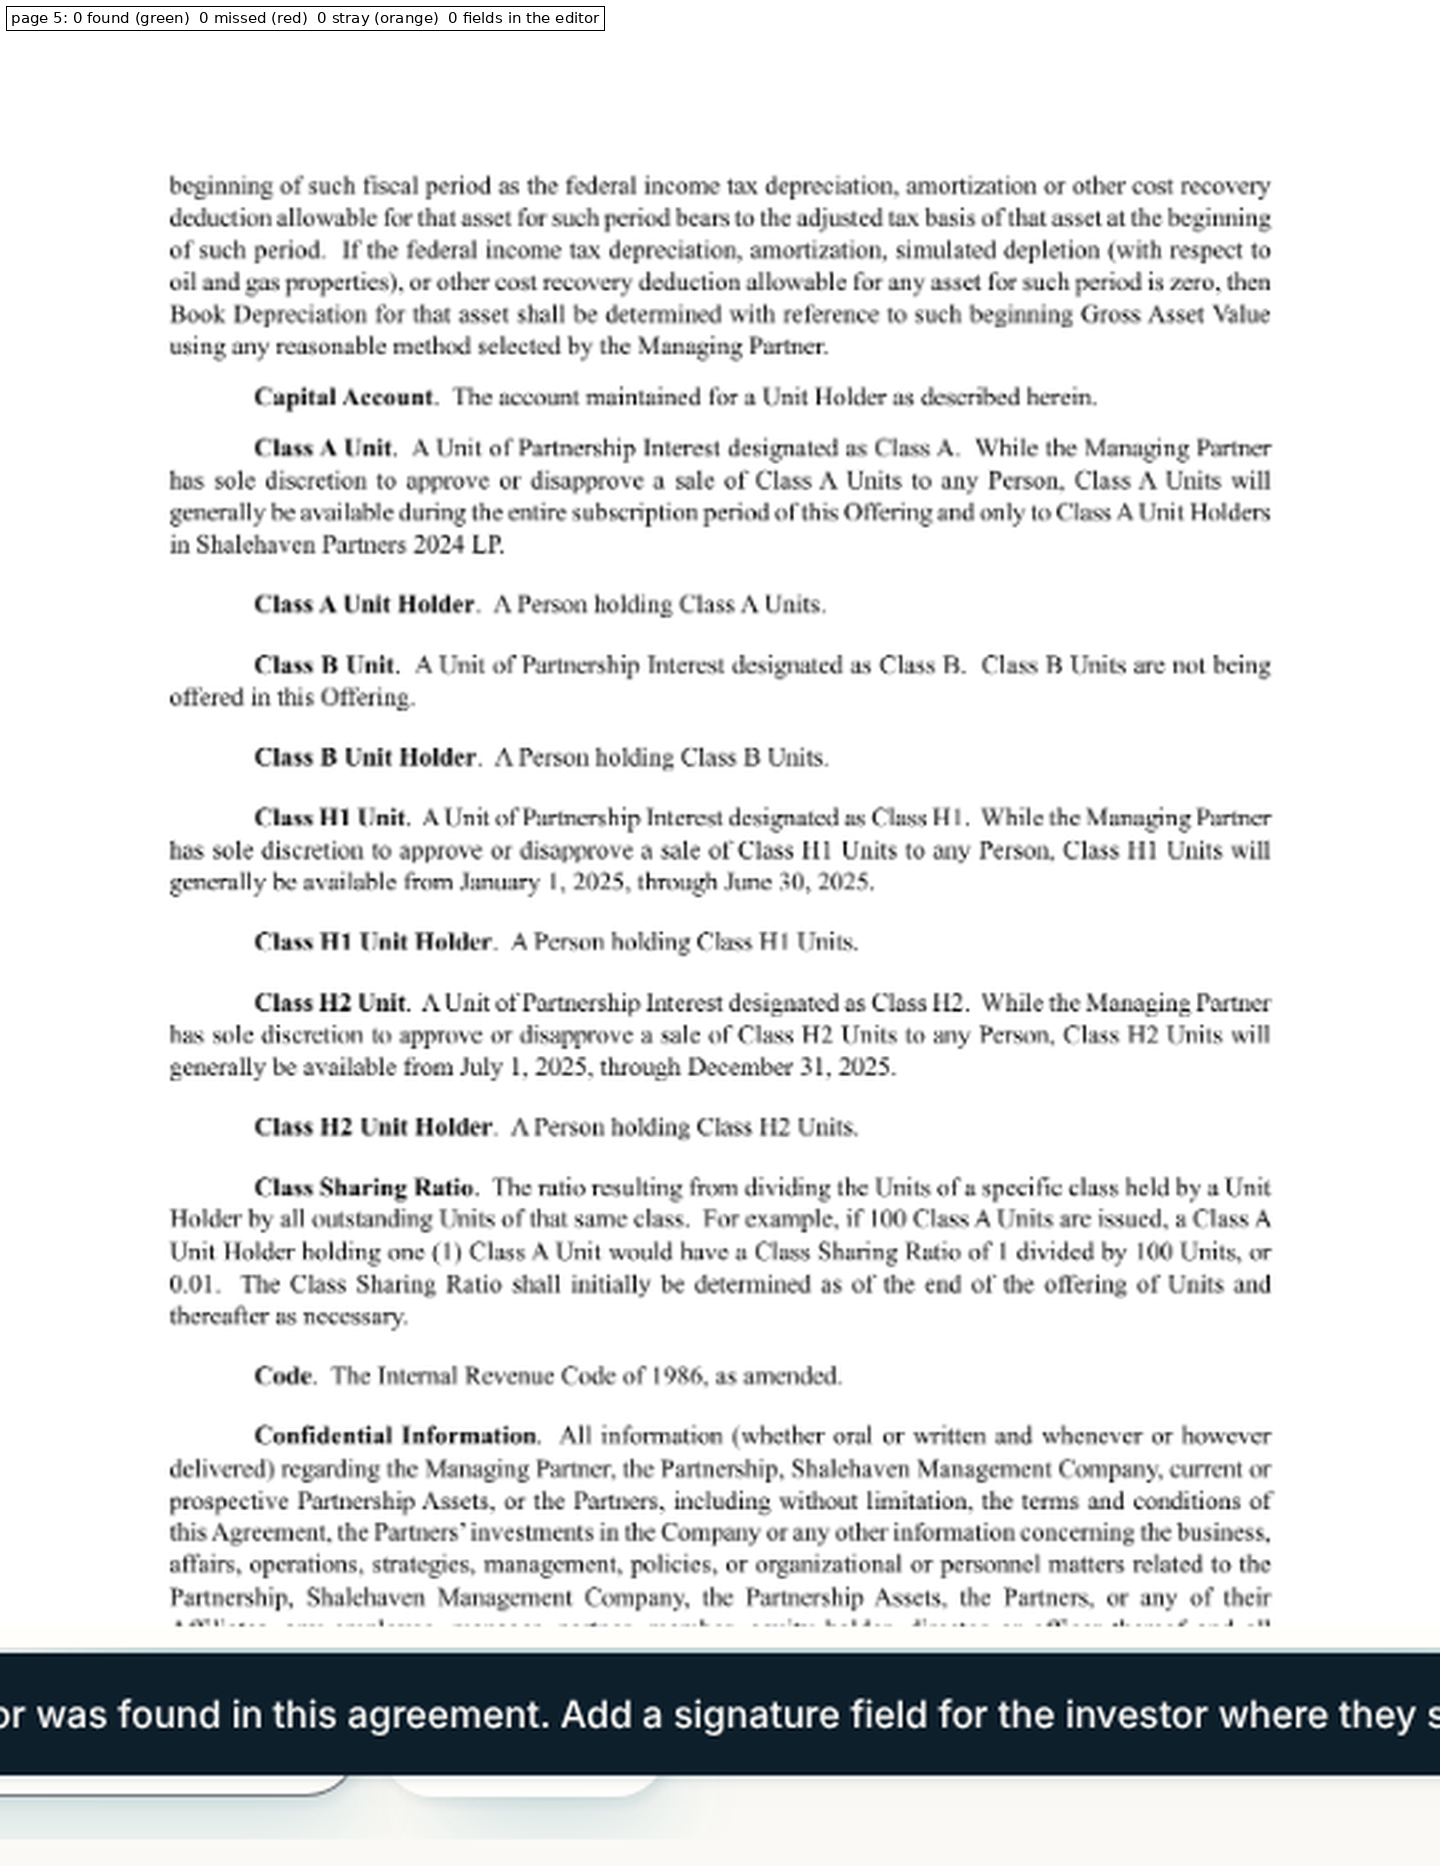 page 5: 0 found (green)  0 missed (red)  0 stray (orange)  0 fields in the editor
beginning of such fiscal period as the federal income tax depreciation, amortization or other cost recovery
deduction allowable for that asset for such period bears to the adjusted tax basis of that asset at the beginning
of such period.  If the federal income tax depreciation, amortization, simulated depletion (with respect to
oil and gas properties), or other cost recovery deduction allowable for any asset for such period is zero, then
Book Depreciation for that asset shall be determined with reference to such beginning Gross Asset Value
using any reasonable method selected by the Managing Partner.
Capital Account.  The account maintained for a Unit Holder as described herein.
Class A Unit.  A Unit of Partnership Interest designated as Class A.  While the Managing Partner
has sole discretion to approve or disapprove a sale of Class A Units to any Person, Class A Units will
generally be available during the entire subscription period of this Offering and only to Class A Unit Holders
in Shalehaven Partners 2024 LP.
Class A Unit Holder.  A Person holding Class A Units.
Class B Unit.  A Unit of Partnership Interest designated as Class B.  Class B Units are not being
offered in this Offering.
Class B Unit Holder.  A Person holding Class B Units.
Class H1 Unit.  A Unit of Partnership Interest designated as Class H1.  While the Managing Partner
has sole discretion to approve or disapprove a sale of Class H1 Units to any Person, Class H1 Units will
generally be available from January 1, 2025, through June 30, 2025.
Class H1 Unit Holder.  A Person holding Class H1 Units.
Class H2 Unit.  A Unit of Partnership Interest designated as Class H2.  While the Managing Partner
has sole discretion to approve or disapprove a sale of Class H2 Units to any Person, Class H2 Units will
generally be available from July 1, 2025, through December 31, 2025.
Class H2 Unit Holder.  A Person holding Class H2 Units.
Class Sharing Ratio.  The ratio resulting from dividing the Units of a specific class held by a Unit
Holder by all outstanding Units of that same class.  For example, if 100 Class A Units are issued, a Class A
Unit Holder holding one (1) Class A Unit would have a Class Sharing Ratio of 1 divided by 100 Units, or
0.01.  The Class Sharing Ratio shall initially be determined as of the end of the offering of Units and
thereafter as necessary.
Code.  The Internal Revenue Code of 1986, as amended.
Confidential Information.  All information (whether oral or written and whenever or however
delivered) regarding the Managing Partner, the Partnership, Shalehaven Management Company, current or
prospective Partnership Assets, or the Partners, including without limitation, the terms and conditions of
this Agreement, the Partners' investments in the Company or any other information concerning the business,
affairs, operations, strategies, management, policies, or organizational or personnel matters related to the
Partnership, Shalehaven Management Company, the Partnership Assets, the Partners, or any of their
was found in this agreement. Add a signature field for the investor where they